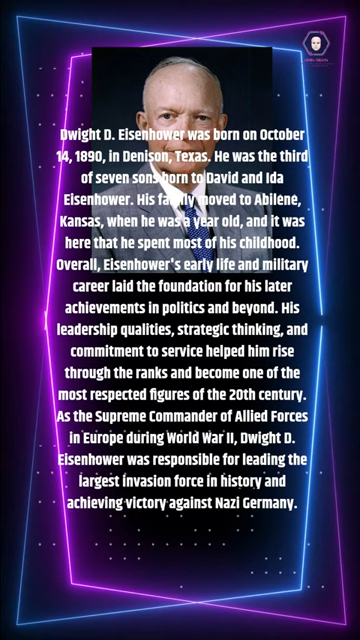 Dwight D. Eisenhower was born on October
14, 1890, in Denison, Texas. He was the third
of seven sons born to David and Ida
Eisenhower. His family moved to Abilene,
Kansas, when he was a year old, and it was
here that he spent most of his childhood.
Overall, Eisenhower's early life and military
career laid the foundation for his later
achievements in politics and beyond. His
leadership qualities, strategic thinking, and
commitment to service helped him rise
through the ranks and become one of the
most respected figures of the 20th century.
As the Supreme Commander of Allied Forces
in Europe during World War II, Dwight D.
Eisenhower was responsible for leading the
largest invasion force in history and
achieving victory against Nazi Germany.